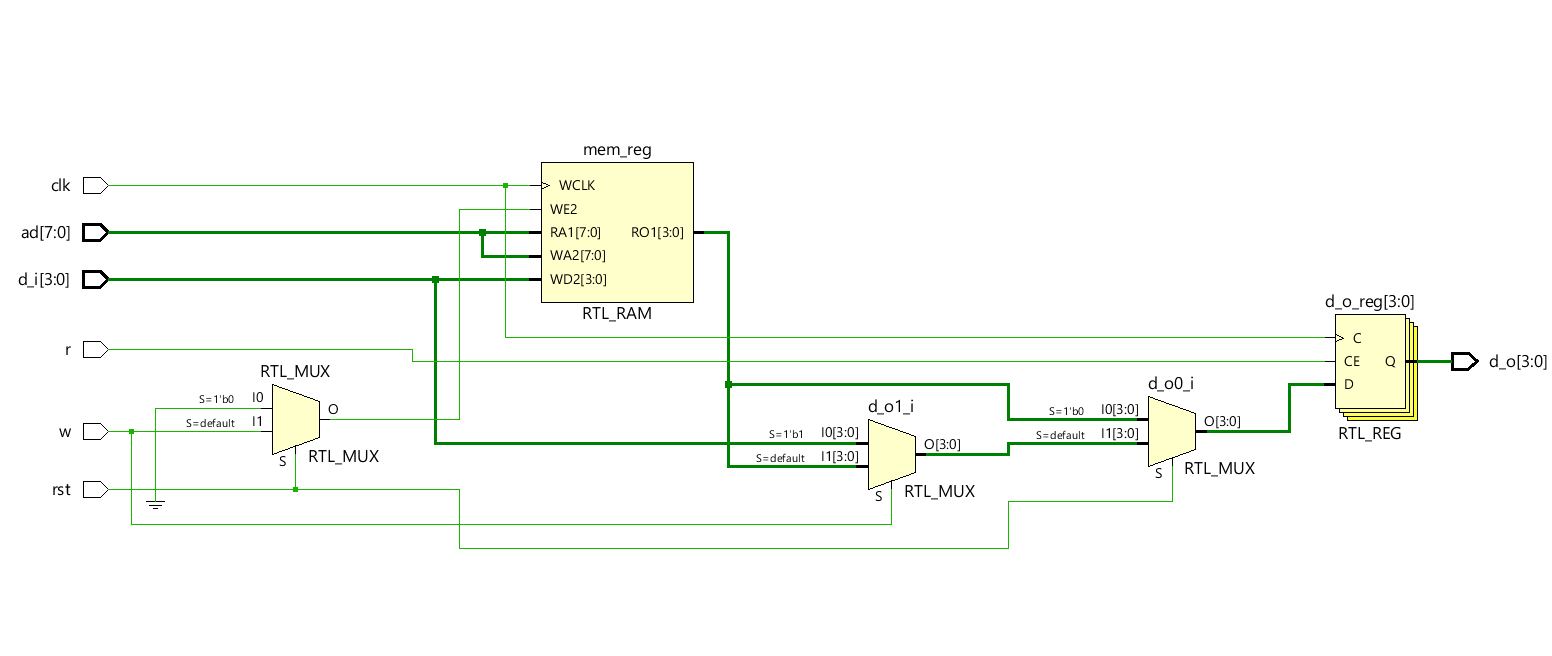 mem_reg
clk
WCLK
WE2
ad[7:0]
RA1[7:0]
RO1[3:0]
WA2[7:0]
d_i[3:0]
WD2[3:0]
RTL_RAM
d_o_reg[3:0]
C
r
CE
Q
d_o[3:0]
D
RTL_REG
RTL_MUX
S=1'b0
I0
O
S=default
I1
w
S
RTL_MUX
rst
d_o1_i
S=1'b1
I0[3:0]
O[3:0]
S=default
I1[3:0]
S
RTL_MUX
d_o0_i
S=1'b0
I0[3:0]
O[3:0]
S=default
I1[3:0]
S
RTL_MUX